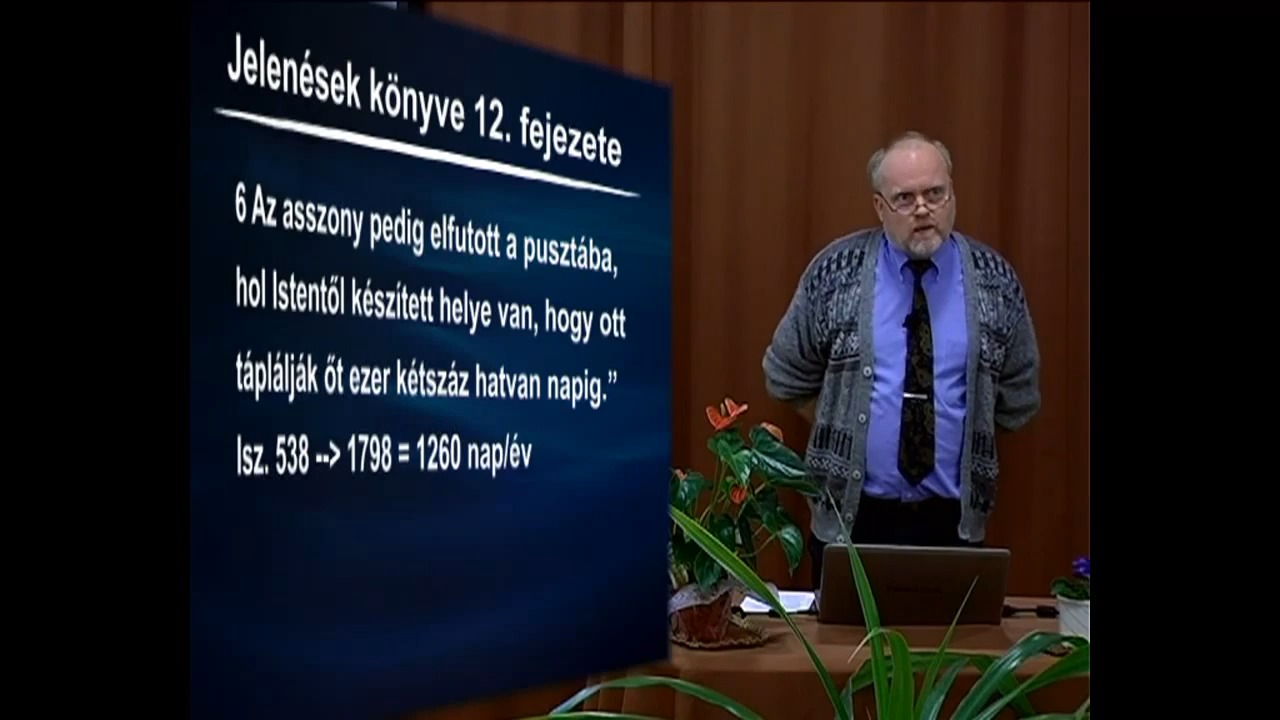 Jelenések könyve 12. fejezete
6 Az asszony pedig elfutott a pusztába,
hol Istentől készített helye van, hogy ott
táplálják őt ezer kétszáz hatvan napig.”
Isz. 538 --> 1798 = 1260 nap/év